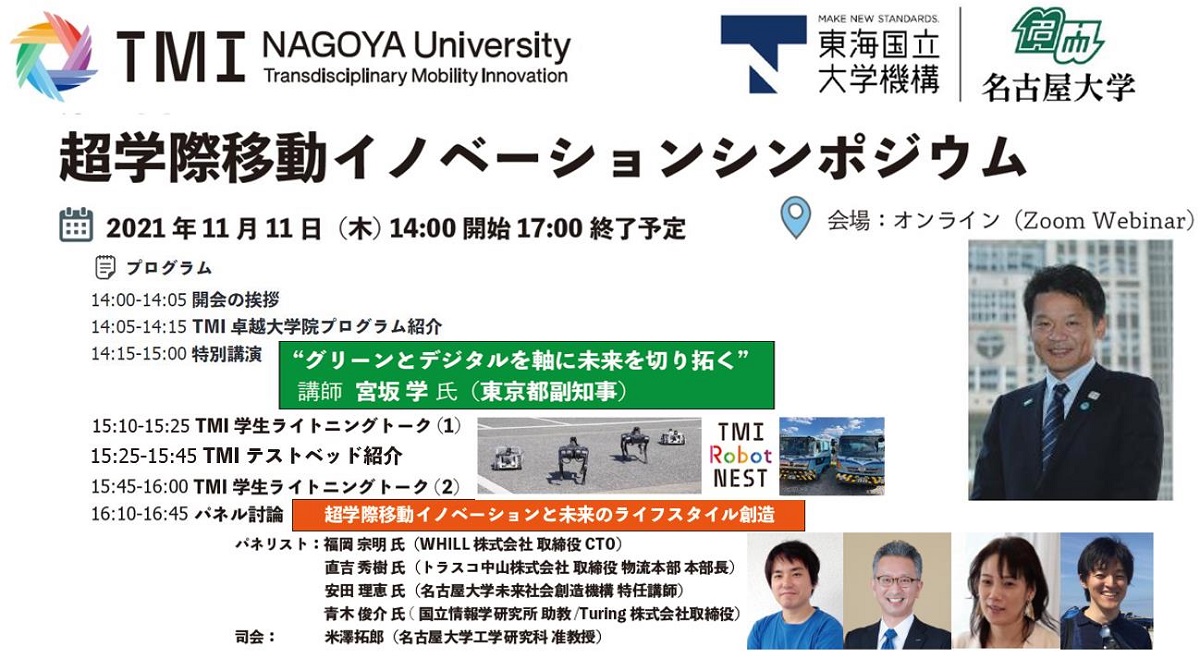 TMI NAGOYA University
Transdisciplinary Mobility Innovation
MAKE NEW STANDARDS.
東海国立
大学機構
名古屋大学
超学際移動イノベーションシンポジウム
2021年11月11日（木）14:00 開始 17:00 終了予定
会場：オンライン（Zoom Webinar）
プログラム
14:00-14:05 開会の挨拶
14:05-14:15 TMI 卓越大学院プログラム紹介
14:15-15:00 特別講演
“グリーンとデジタルを軸に未来を切り拓く”
講師 宮坂 学 氏（東京都副知事）
15:10-15:25 TMI 学生ライトニングトーク（1）
15:25-15:45 TMI テストベッド紹介
15:45-16:00 TMI 学生ライトニングトーク（2）
TMI
Robot
NEST
16:10-16:45 パネル討論 超学際移動イノベーションと未来のライフスタイル創造
パネリスト：福岡 宗明 氏（WHILL 株式会社 取締役 CTO）
直吉 秀樹 氏（トラスコ中山株式会社 取締役 物流本部 本部長）
安田 理恵 氏（名古屋大学未来社会創造機構 特任講師）
青木 俊介 氏（国立情報学研究所 助教 /Turing 株式会社取締役）
司会： 米澤拓郎（名古屋大学工学研究科 准教授）